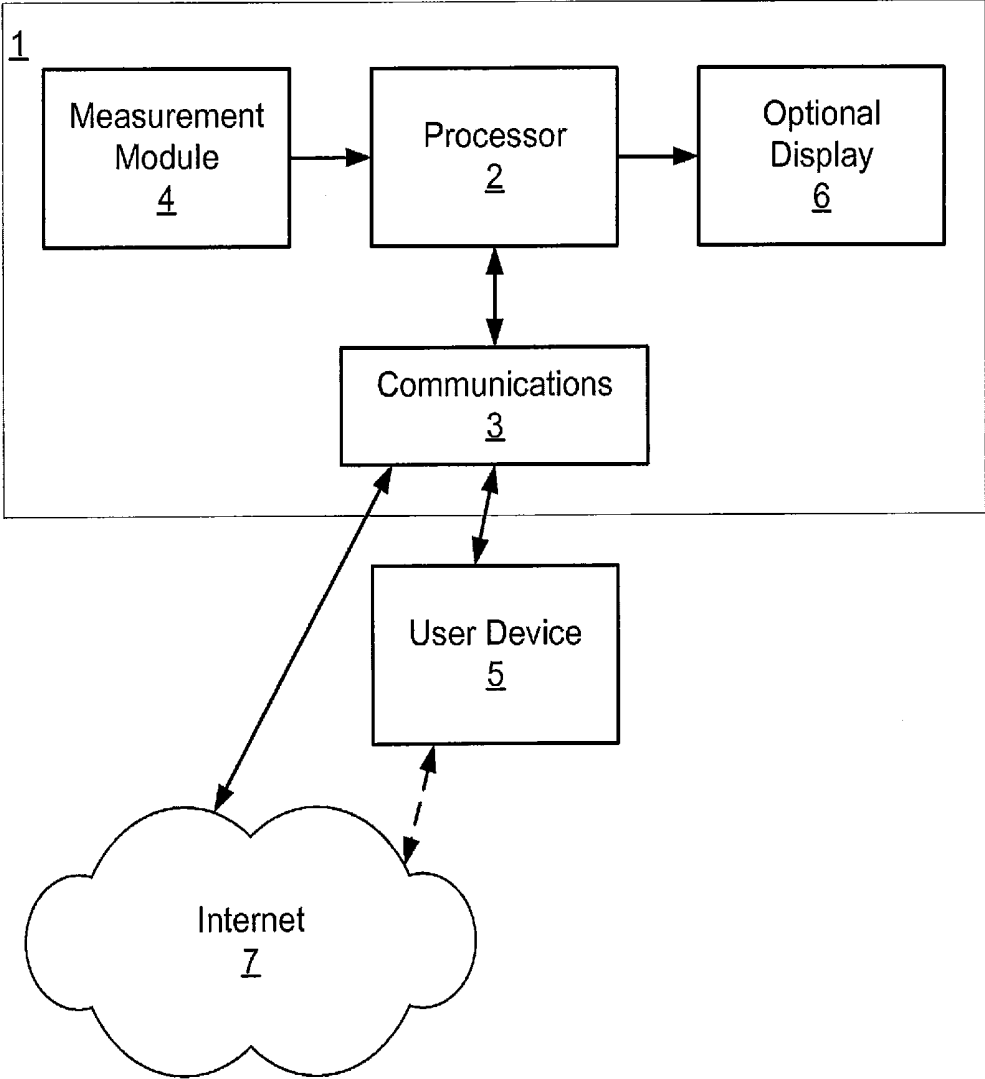 1
Measurement
Module
4
Processor
2
Optional
Display
6
Communications
3
User Device
5
Internet
7